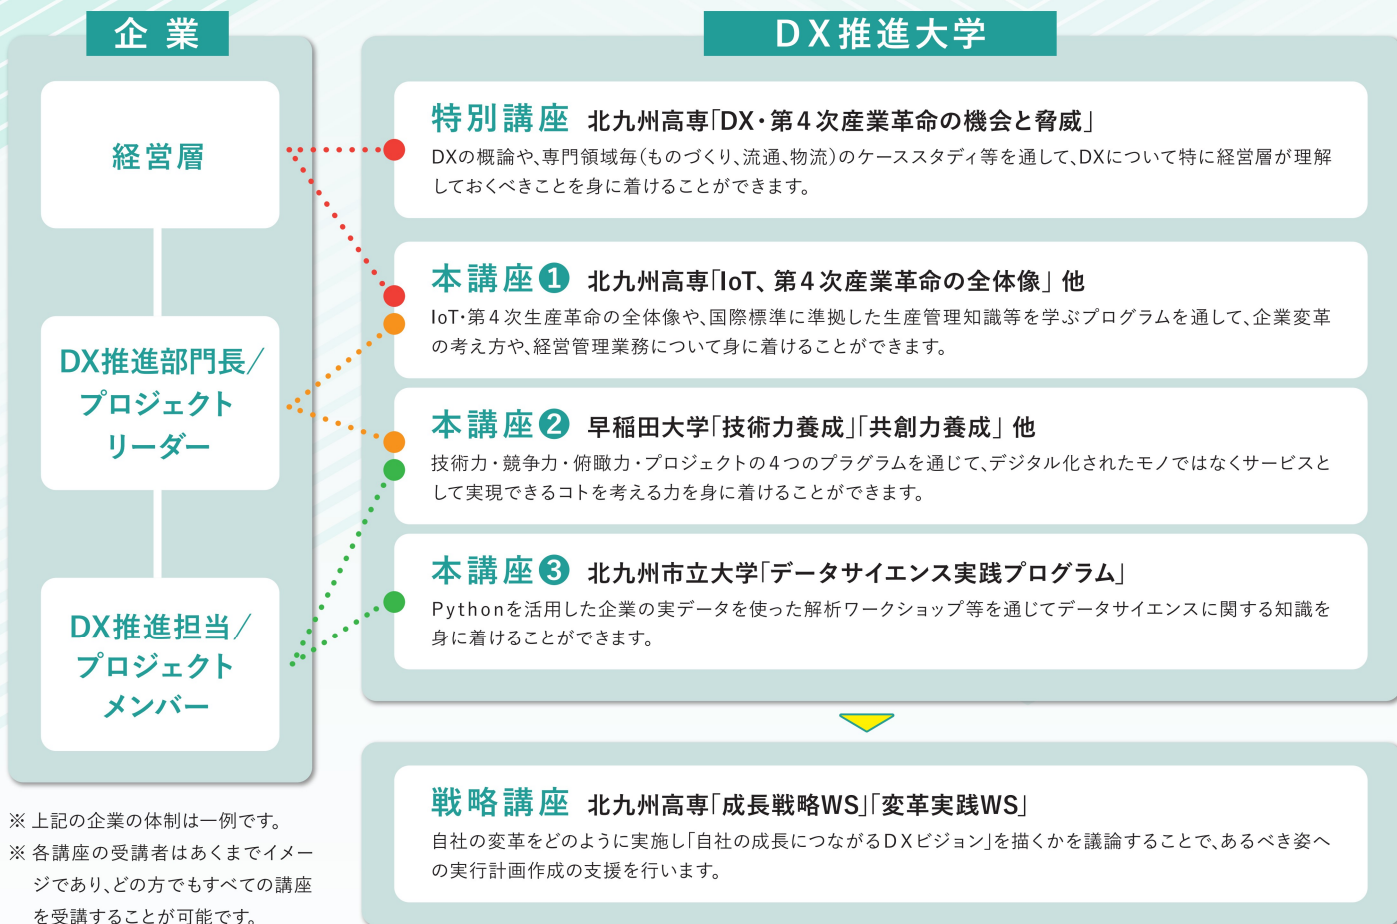 企業
経営層
DX推進部門長/
プロジェクト
リーダー
DX推進担当/
プロジェクト
メンバー
※ 上記の企業の体制は一例です。
※ 各講座の受講者はあくまでイメー
ジであり、どの方でもすべての講座
を受講することが可能です。
DX推進大学
特別講座 北九州高専「DX・第4次産業革命の機会と脅威」
DXの概論や、専門領域毎(ものづくり、流通、物流)のケーススタディ等を通して、DXについて特に経営層が理解
しておくべきことを身に着けることができます。
本講座❶ 北九州高専「IoT、第4次産業革命の全体像」 他
IoT・第4次生産革命の全体像や、国際標準に準拠した生産管理知識等を学ぶプログラムを通して、企業変革
の考え方や、経営管理業務について身に着けることができます。
本講座❷ 早稲田大学「技術力養成」「共創力養成」 他
技術力・競争力・俯瞰力・プロジェクトの4つのプラグラムを通じて、デジタル化されたモノではなくサービスと
して実現できるコトを考える力を身に着けることができます。
本講座❸ 北九州市立大学「データサイエンス実践プログラム」
Pythonを活用した企業の実データを使った解析ワークショップ等を通じてデータサイエンスに関する知識を
身に着けることができます。
戦略講座 北九州高専「成長戦略WS」「変革実践WS」
自社の変革をどのように実施し「自社の成長につながるDXビジョン」を描くかを議論することで、あるべき姿へ
の実行計画作成の支援を行います。